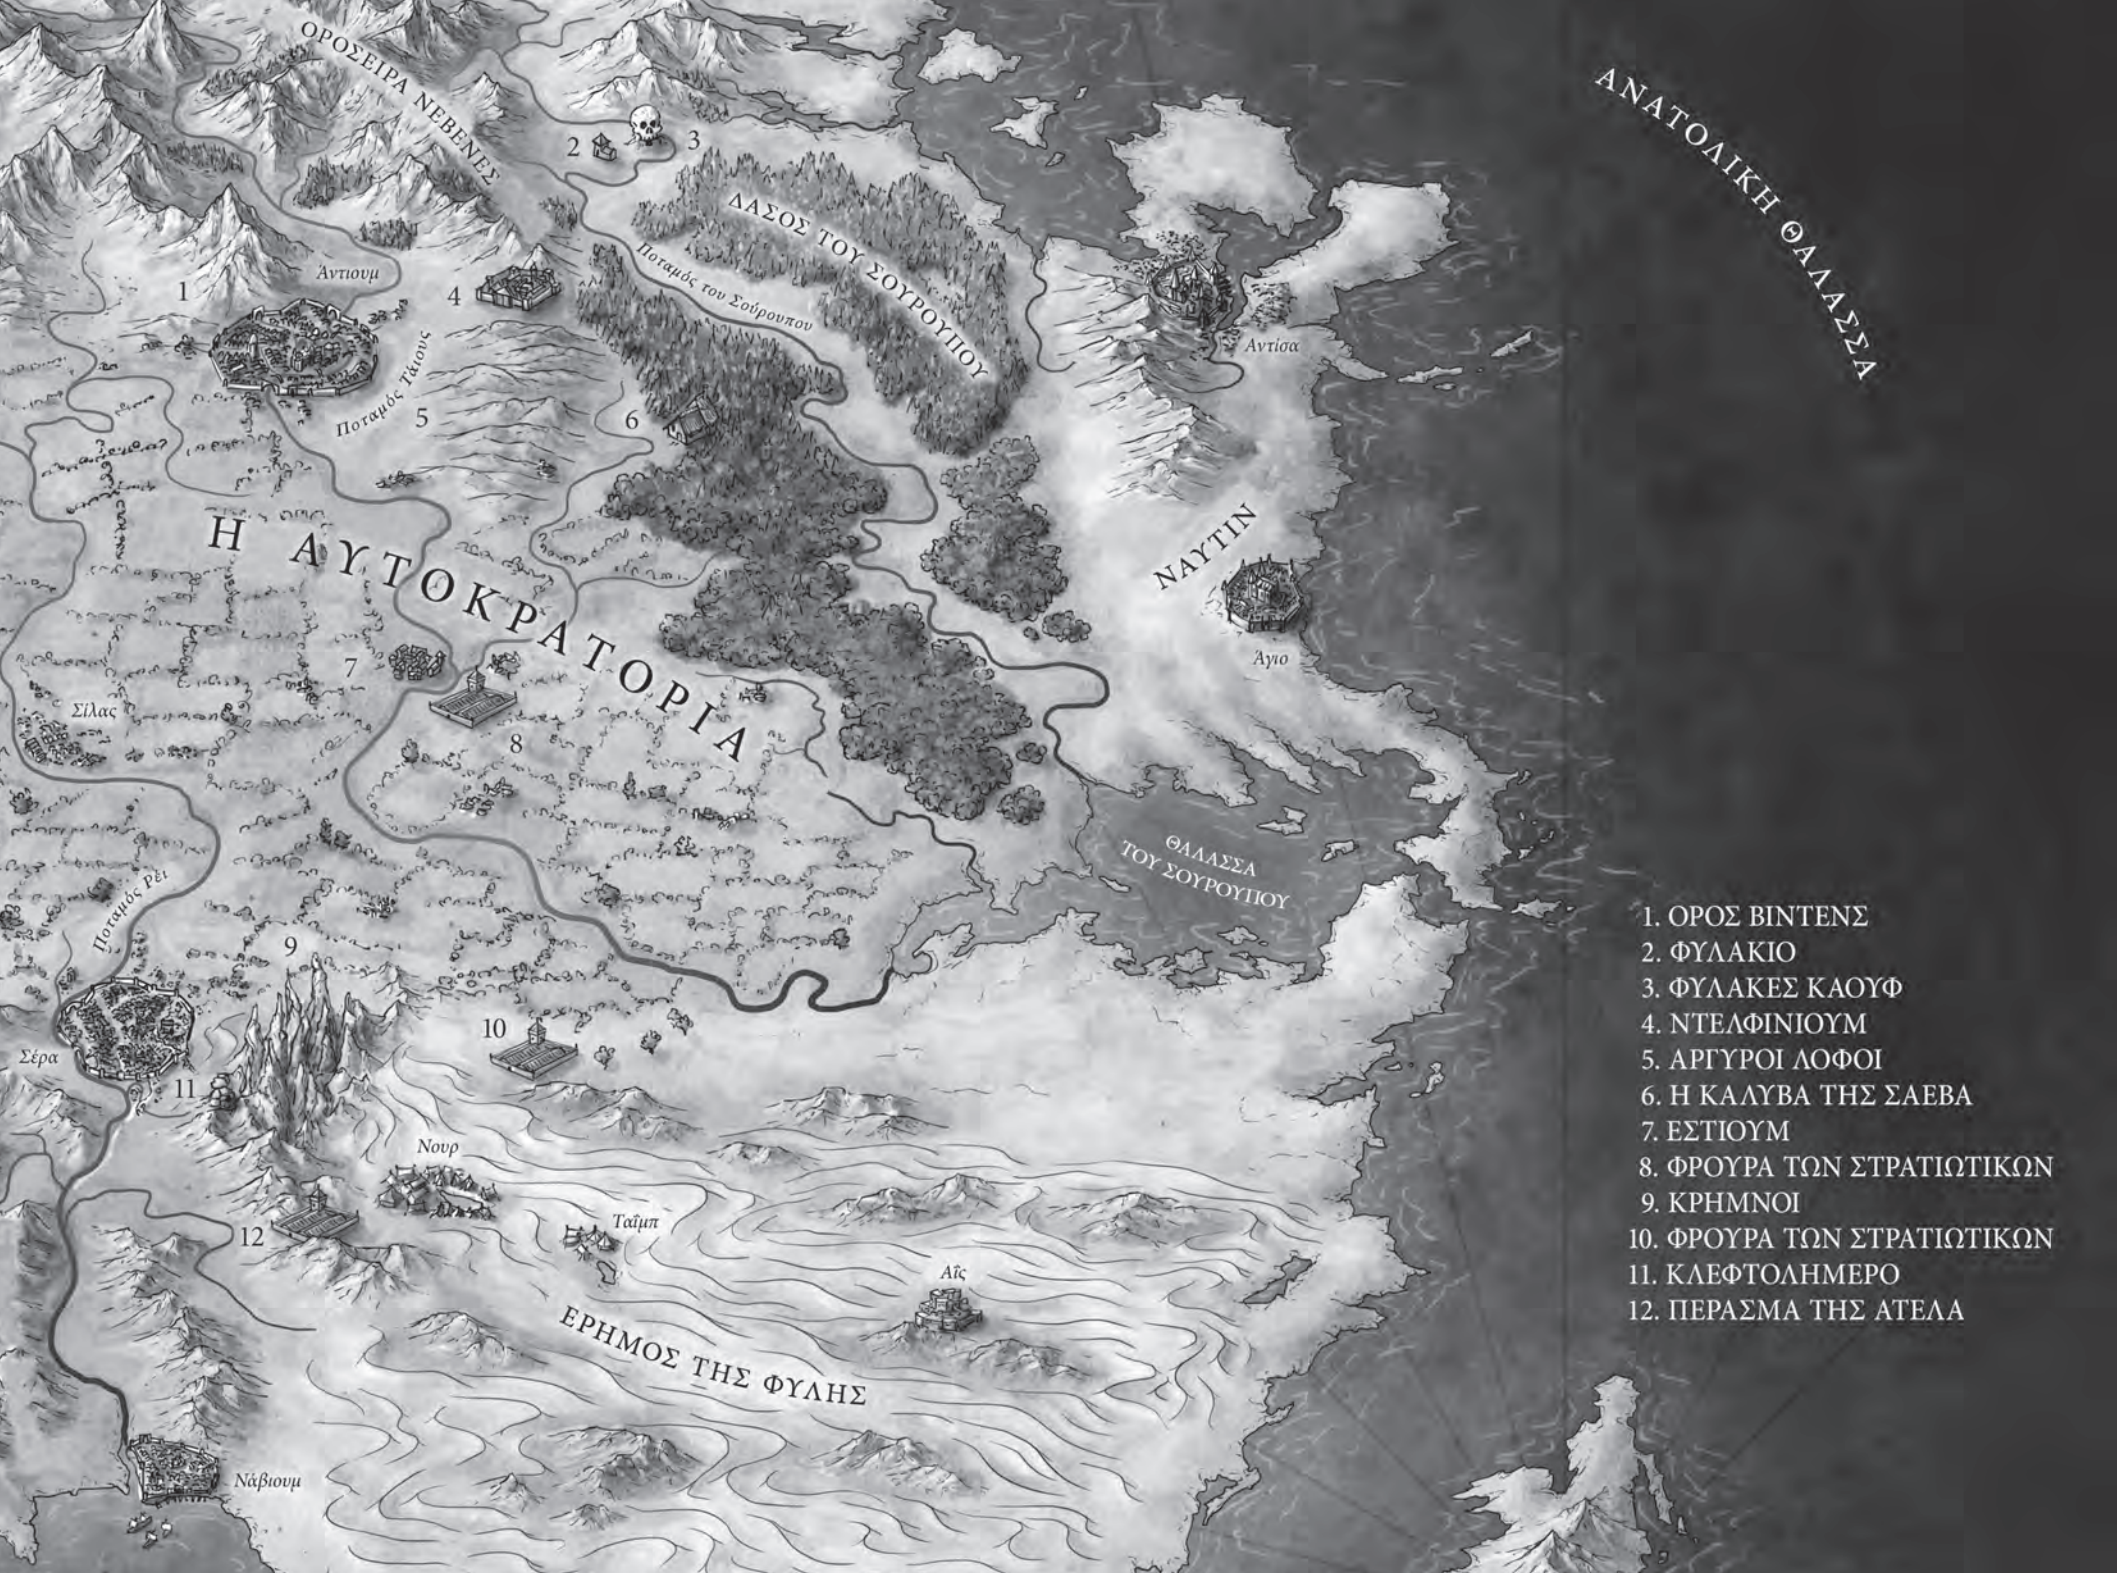 ΟΡΟΣΕΙΡΑ ΝΕΒΕΝΕΣ
ΑΝΑΤΟΛΙΚΗ ΘΑΛΑΣΣΑ
2
3
ΔΑΣΟΣ ΤΟΥ ΣΟΥΡΟΥΠΟΥ
Ποταμός του Σούρουπου
Άντιουμ
1
4
Αντίσα
Ποταμός Τάιους
5
6
Η ΑΥΤΟΚΡΑΤΟΡΙΑ
ΝΑΥΤΙΝ
Άγιο
7
Σίλας
8
ΘΑΛΑΣΣΑ
ΤΟΥ ΣΟΥΡΟΥΠΟΥ
Ποταμός Ρέι
9
10
Σέρα
11
Νουρ
12
Ταΐμπ
Αΐς
ΕΡΗΜΟΣ ΤΗΣ ΦΥΛΗΣ
Νάβιουμ
1. ΟΡΟΣ ΒΙΝΤΕΝΣ
2. ΦΥΛΑΚΙΟ
3. ΦΥΛΑΚΕΣ ΚΑΟΥΦ
4. ΝΤΕΛΦΙΝΙΟΥΜ
5. ΑΡΓΥΡΟΙ ΛΟΦΟΙ
6. Η ΚΑΛΥΒΑ ΤΗΣ ΣΑΕΒΑ
7. ΕΣΤΙΟΥΜ
8. ΦΡΟΥΡΑ ΤΩΝ ΣΤΡΑΤΙΩΤΙΚΩΝ
9. ΚΡΗΜΝΟΙ
10. ΦΡΟΥΡΑ ΤΩΝ ΣΤΡΑΤΙΩΤΙΚΩΝ
11. ΚΛΕΦΤΟΛΗΜΕΡΟ
12. ΠΕΡΑΣΜΑ ΤΗΣ ΑΤΕΛΑ